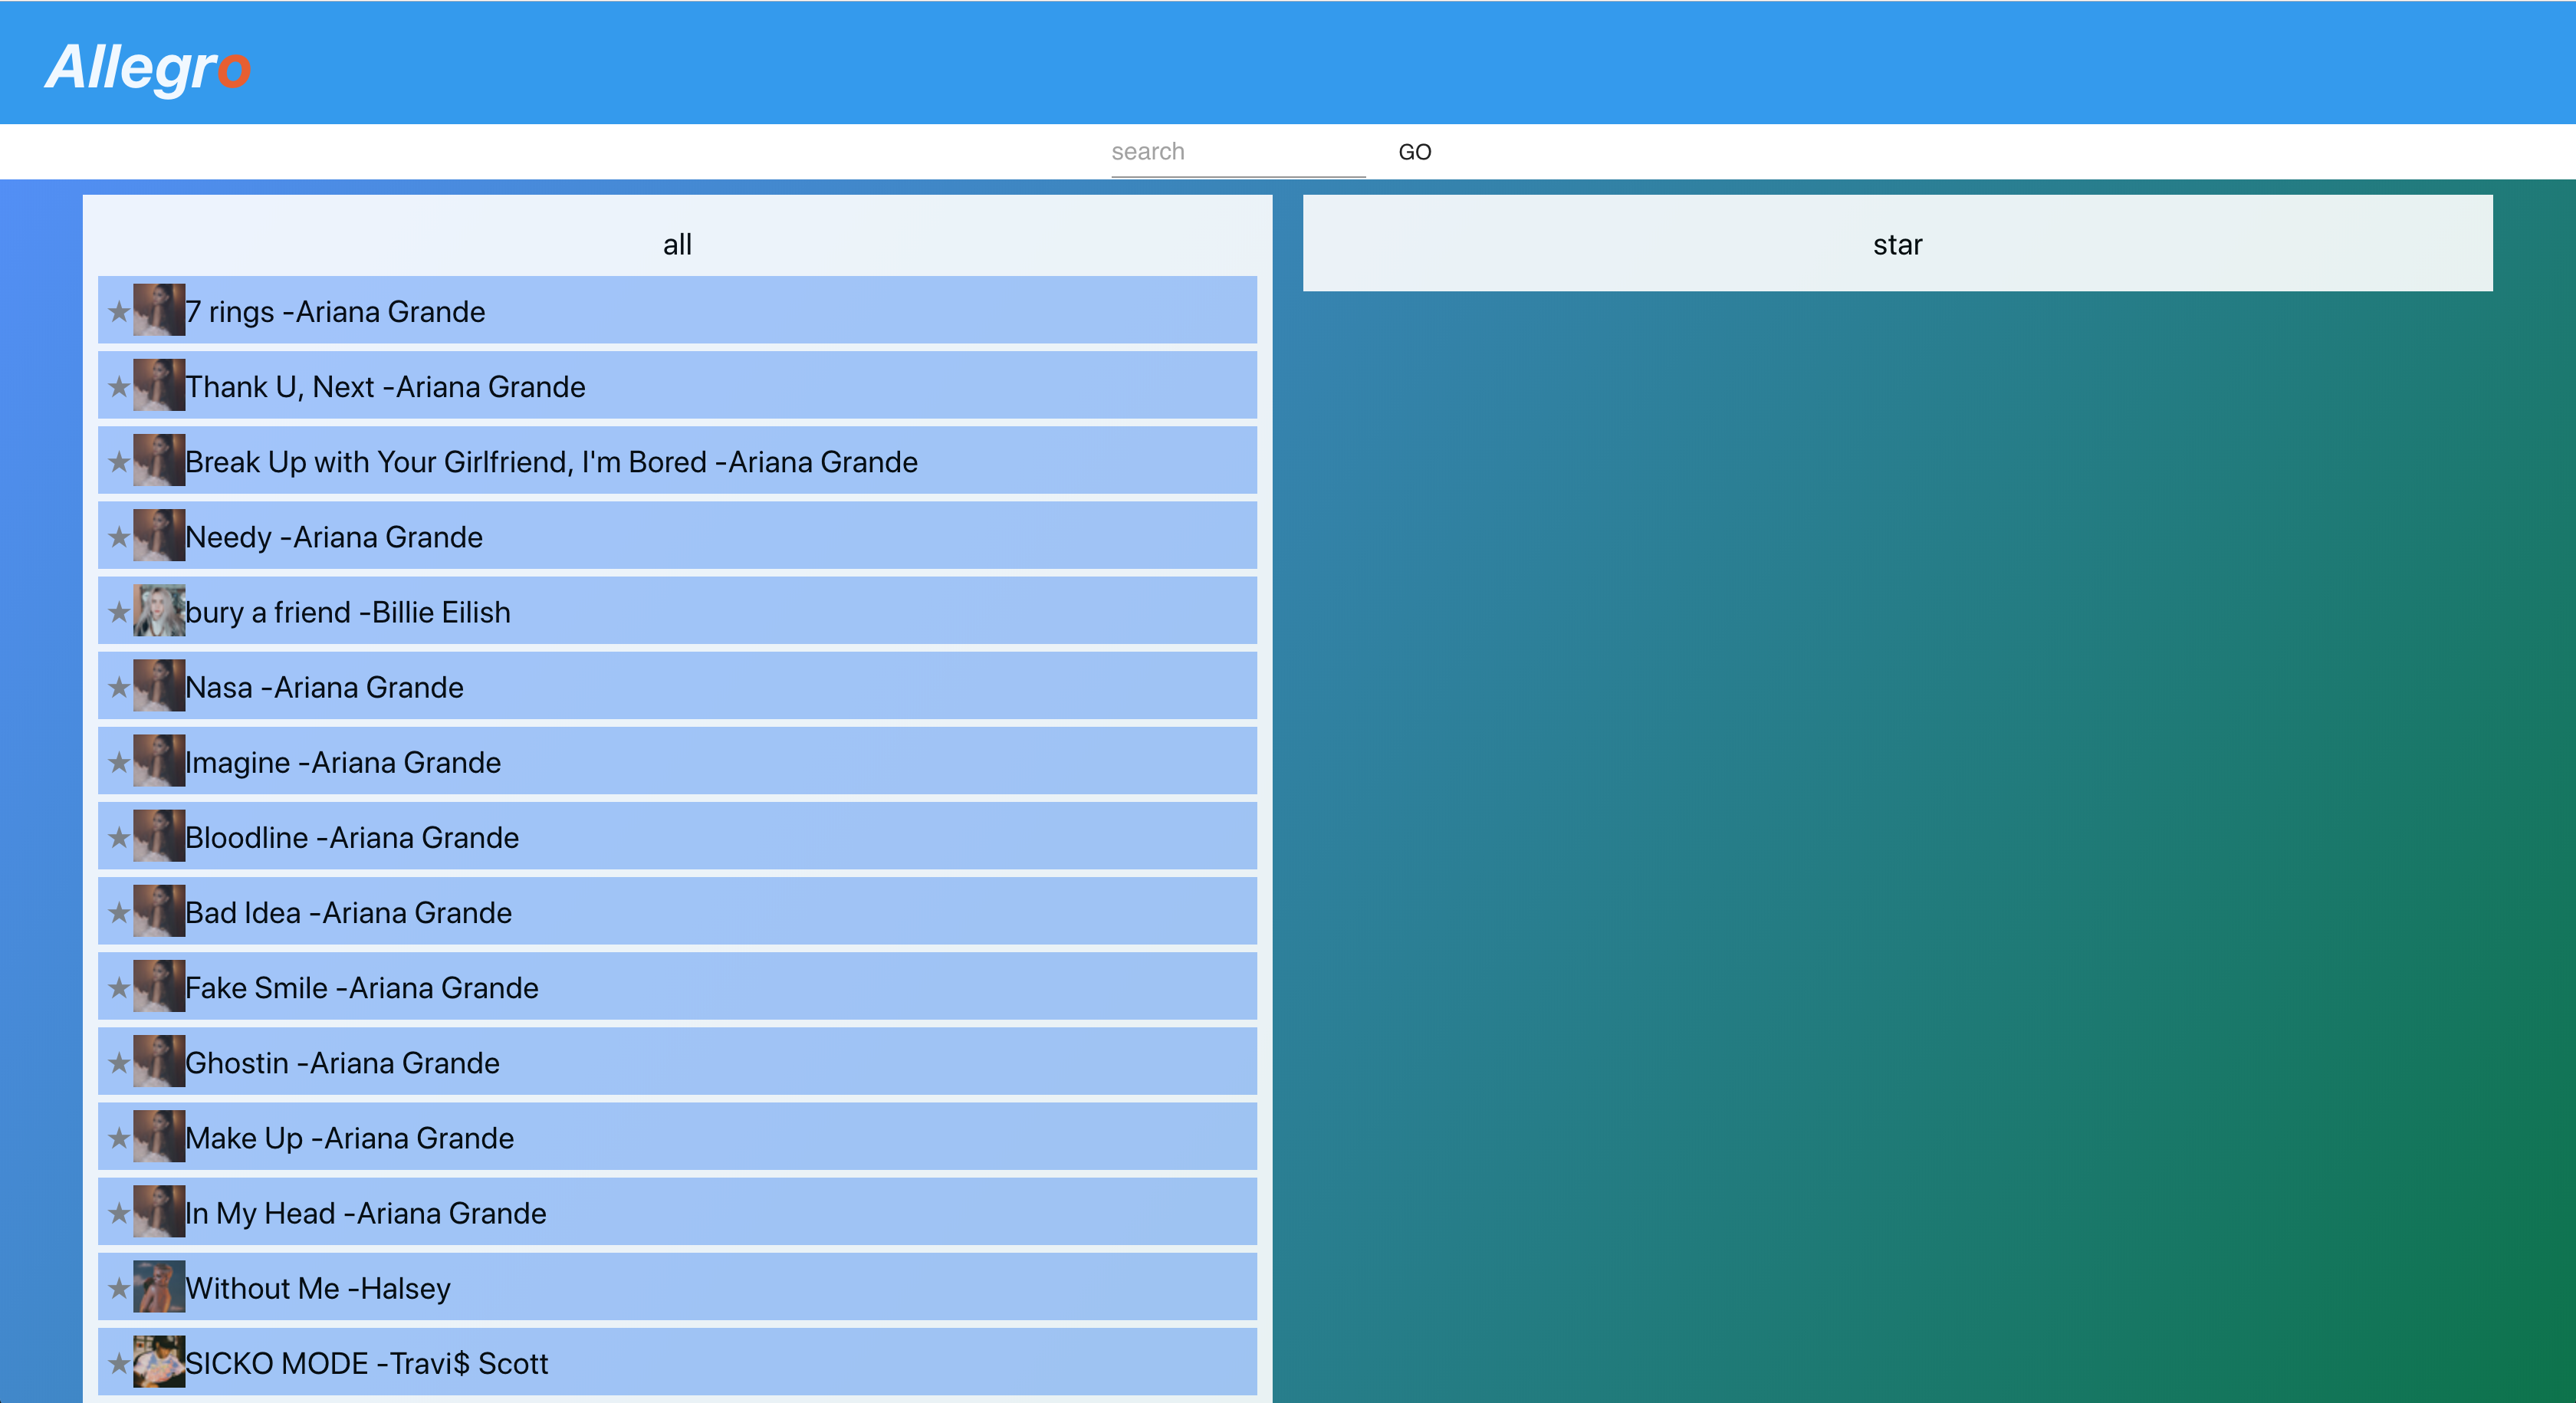 Allegro
search GO
all
7 rings -Ariana Grande
Thank U, Next -Ariana Grande
Break Up with Your Girlfriend, I'm Bored -Ariana Grande
Needy -Ariana Grande
bury a friend -Billie Eilish
Nasa -Ariana Grande
Imagine -Ariana Grande
Bloodline -Ariana Grande
Bad Idea -Ariana Grande
Fake Smile -Ariana Grande
Ghostin -Ariana Grande
Make Up -Ariana Grande
In My Head -Ariana Grande
Without Me -Halsey
SICKO MODE -Travi$ Scott
star